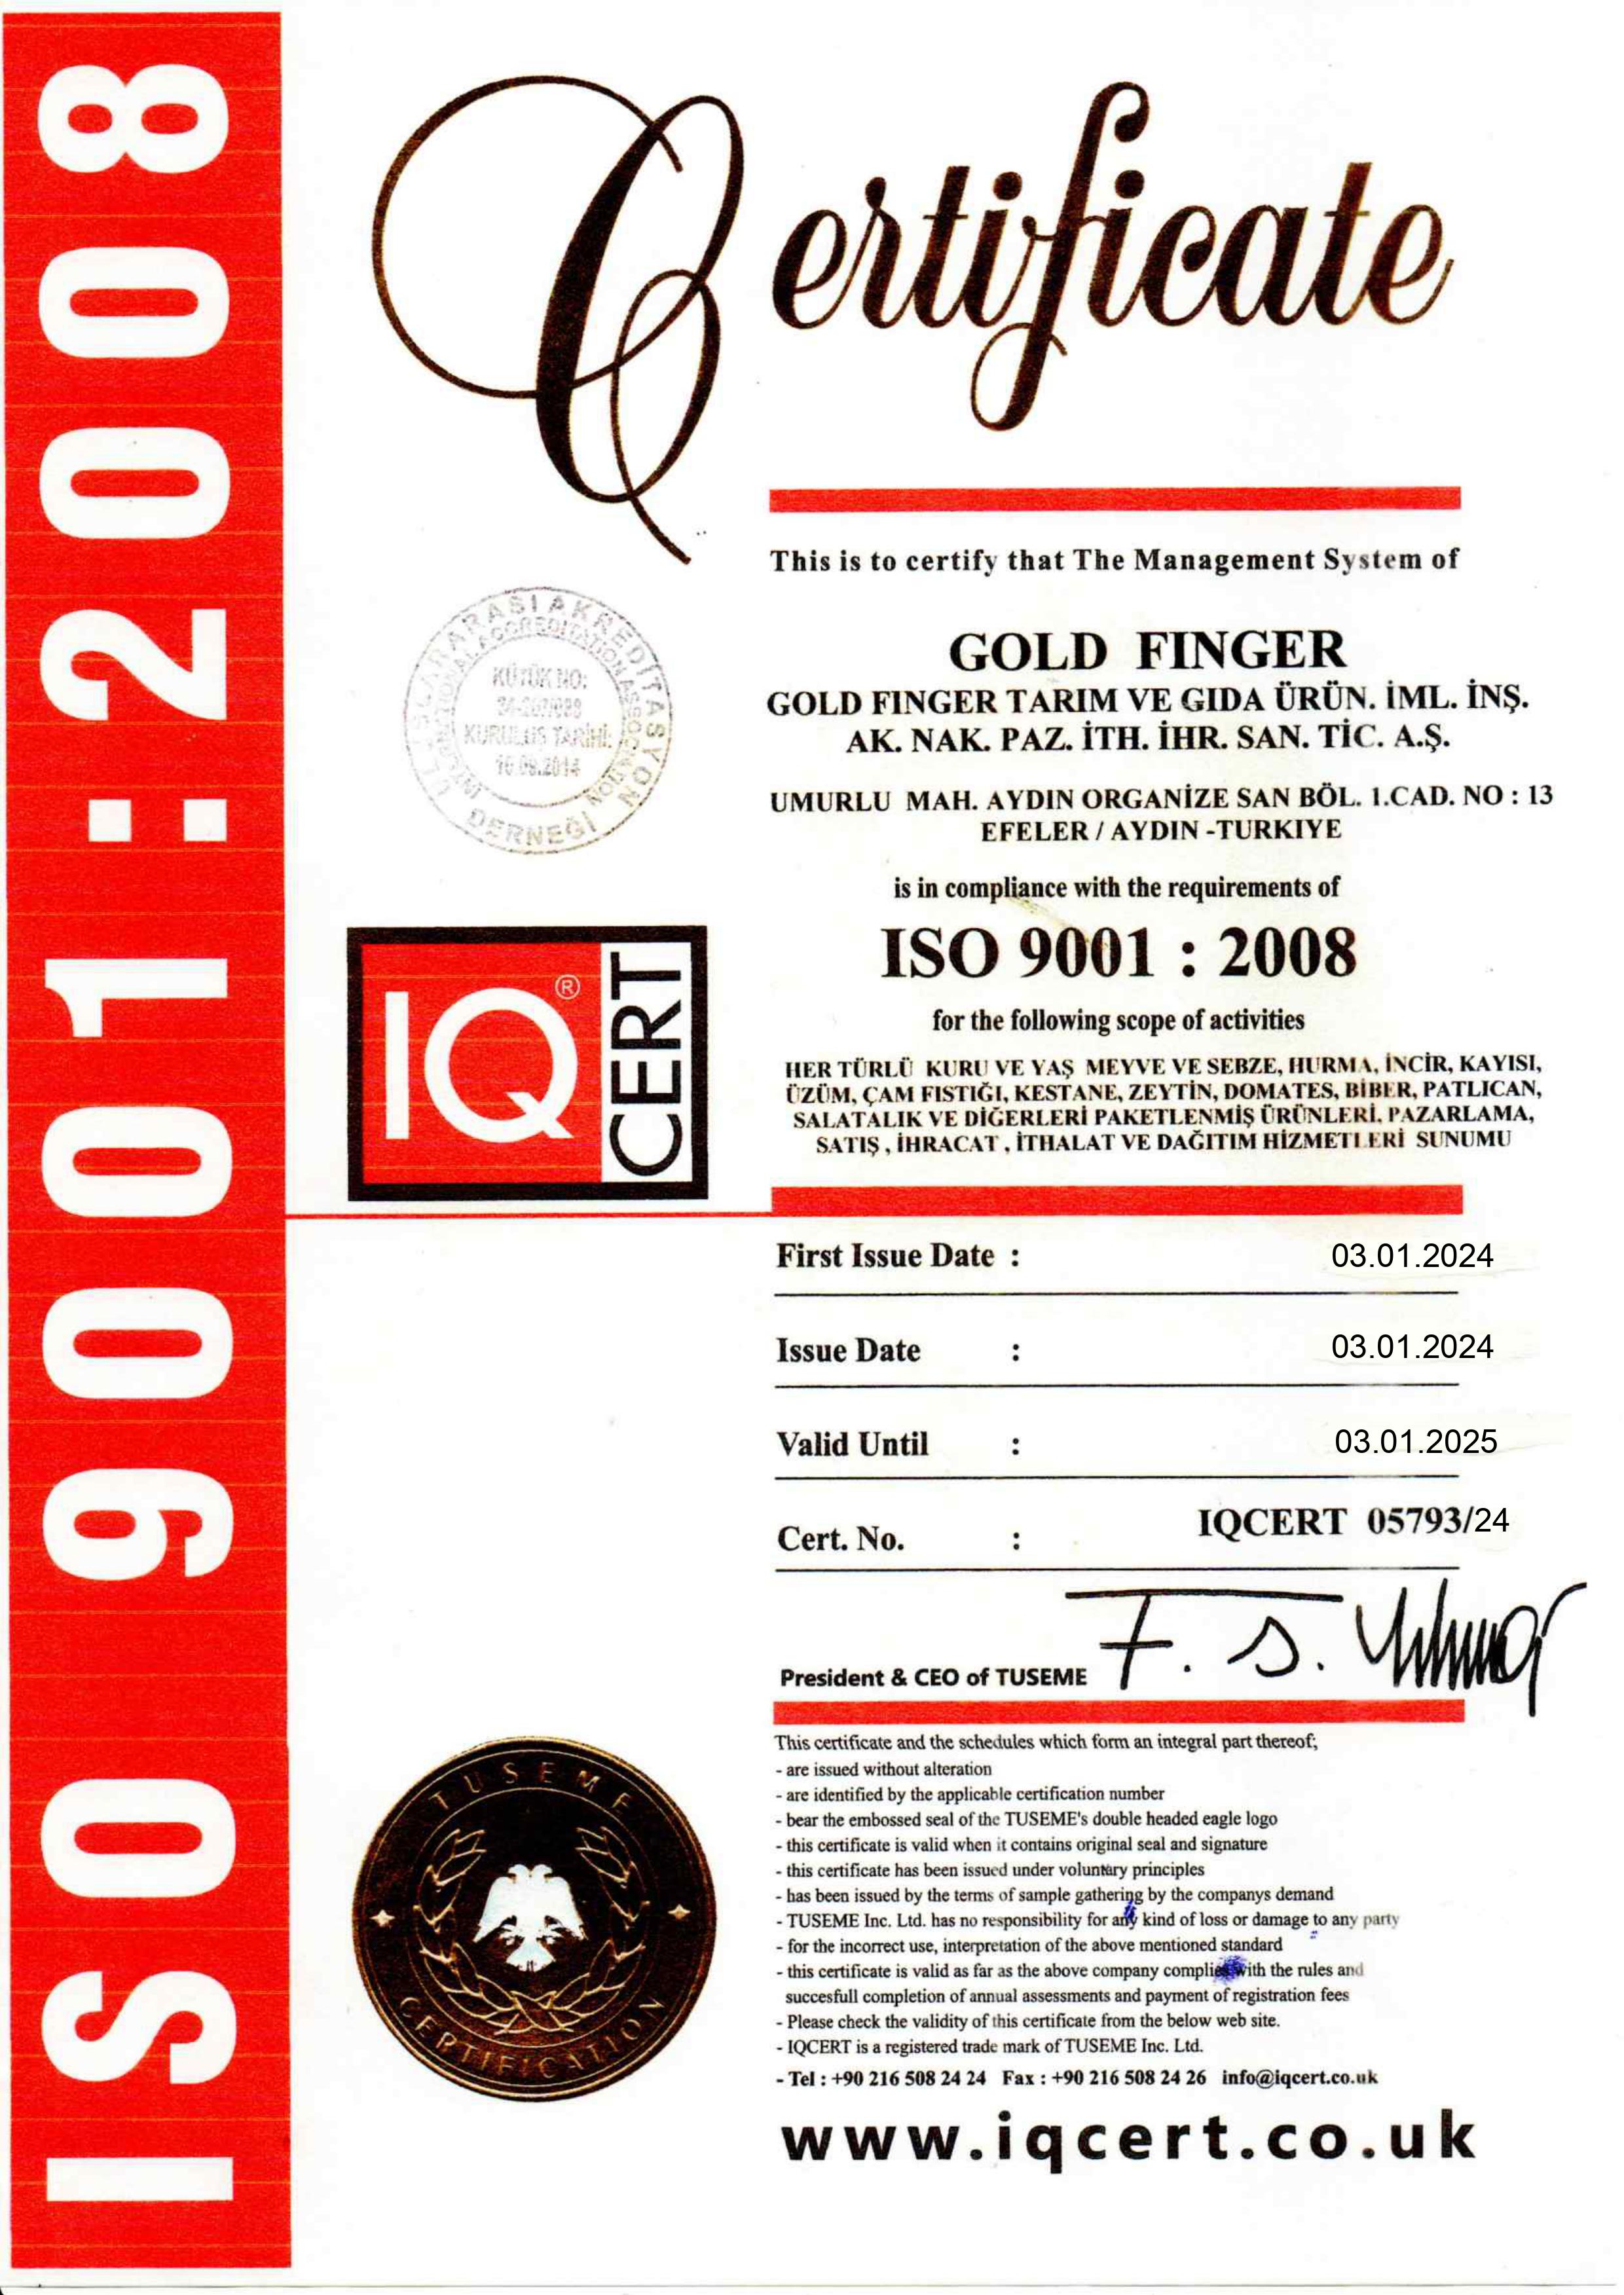 ISO 9001:2008
Certificate
This is to certify that The Management System of
GOLD FINGER
GOLD FINGER TARIM VE GIDA ÜRÜN. İML. İNŞ.
AK. NAK. PAZ. İTH. İHR. SAN. TİC. A.Ş.
UMURLU MAH. AYDIN ORGANİZE SAN BÖL. 1.CAD. NO : 13
EFELER / AYDIN -TURKIYE
is in compliance with the requirements of
ISO 9001 : 2008
for the following scope of activities
HER TÜRLÜ KURU VE YAŞ MEYVE VE SEBZE, HURMA, İNCİR, KAYISI,
ÜZÜM, ÇAM FISTIĞI, KESTANE, ZEYTİN, DOMATES, BİBER, PATLICAN,
SALATALIK VE DİĞERLERİ PAKETLENMİŞ ÜRÜNLERİ, PAZARLAMA,
SATIŞ , İHRACAT , İTHALAT VE DAĞITIM HİZMETLERİ SUNUMU
ULUSLARARASI AKREDİTASYON DERNEĞİ
INTERNATIONAL ACCREDITATION ASSOCIATION
KÜTÜK NO:
KURULUŞ TARİHİ:
16.09.2014
IQ® CERT
First Issue Date : 03.01.2024
Issue Date : 03.01.2024
Valid Until : 03.01.2025
Cert. No. : IQCERT 05793/24
President & CEO of TUSEME
F. S.
This certificate and the schedules which form an integral part thereof;
- are issued without alteration
- are identified by the applicable certification number
- bear the embossed seal of the TUSEME's double headed eagle logo
- this certificate is valid when it contains original seal and signature
- this certificate has been issued under voluntary principles
- has been issued by the terms of sample gathering by the companys demand
- TUSEME Inc. Ltd. has no responsibility for any kind of loss or damage to any party
- for the incorrect use, interpretation of the above mentioned standard
- this certificate is valid as far as the above company complies with the rules and
succesfull completion of annual assessments and payment of registration fees
- Please check the validity of this certificate from the below web site.
- IQCERT is a registered trade mark of TUSEME Inc. Ltd.
- Tel : +90 216 508 24 24 Fax : +90 216 508 24 26 info@iqcert.co.uk
www.iqcert.co.uk
TUSEME
CERTIFICATION